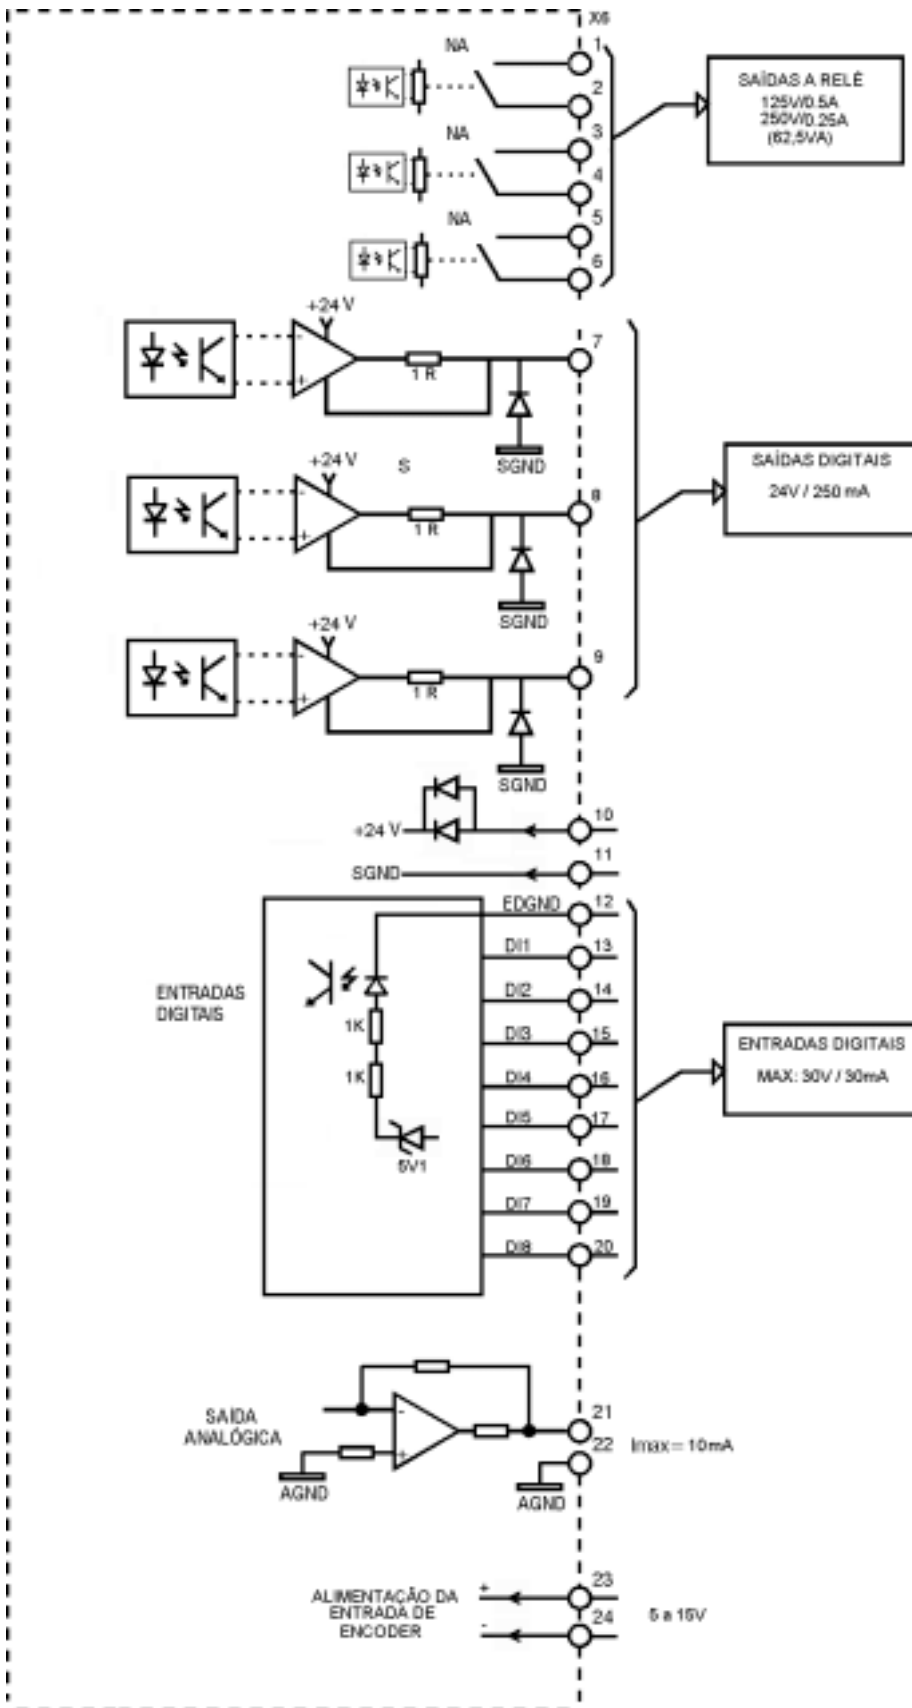 X6
NA
1
2
SAÍDAS A RELÊ
125V/0.5A
250V/0.25A
(62,5VA)
NA
3
4
NA
5
6
+24 V
-
+
1 R
7
SGND
+24 V
S
-
+
1 R
8
SGND
SAÍDAS DIGITAIS
24V / 250 mA
+24 V
-
+
1 R
9
SGND
+24 V
10
SGND
11
EDGND
12
DI1
13
DI2
14
DI3
15
DI4
16
DI5
17
DI6
18
DI7
19
DI8
20
ENTRADAS
DIGITAIS
1K
1K
5V1
ENTRADAS DIGITAIS
MAX: 30V / 30mA
SAÍDA
ANALÓGICA
-
+
AGND
21
22
AGND
Imax = 10mA
ALIMENTAÇÃO DA
ENTRADA DE
ENCODER
+
-
23
24
5 a 15V